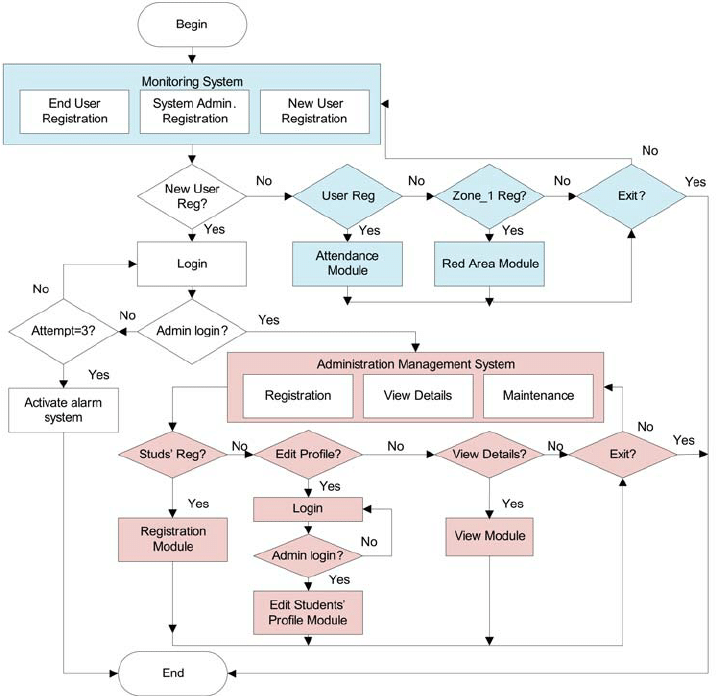 Begin
Monitoring System
End User
Registration
System Admin.
Registration
New User
Registration
No
Yes
New User
Reg?
No
User Reg
No
Zone_1 Reg?
No
Exit?
Yes
Yes
Yes
Login
Attendance
Module
Red Area Module
No
Attempt=3?
No
Admin login?
Yes
Yes
Activate alarm
system
Administration Management System
Registration
View Details
Maintenance
No
Studs' Reg?
No
Edit Profile?
No
View Details?
No
Exit?
Yes
Yes
Yes
Yes
Registration
Module
Login
View Module
No
Admin login?
Yes
Edit Students'
Profile Module
End